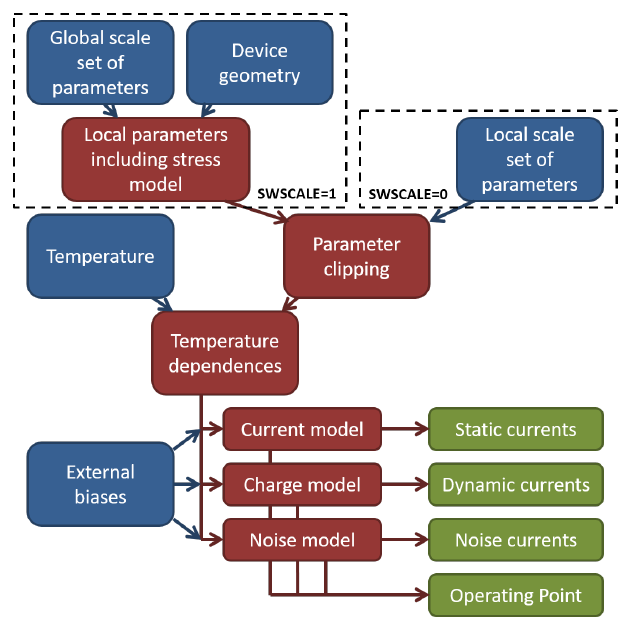 Global scale
set of
parameters
Device
geometry
Local parameters
including stress
model
SWSCALE=1
Local scale
set of
parameters
SWSCALE=0
Temperature
Parameter
clipping
Temperature
dependences
External
biases
Current model
Static currents
Charge model
Dynamic currents
Noise model
Noise currents
Operating Point